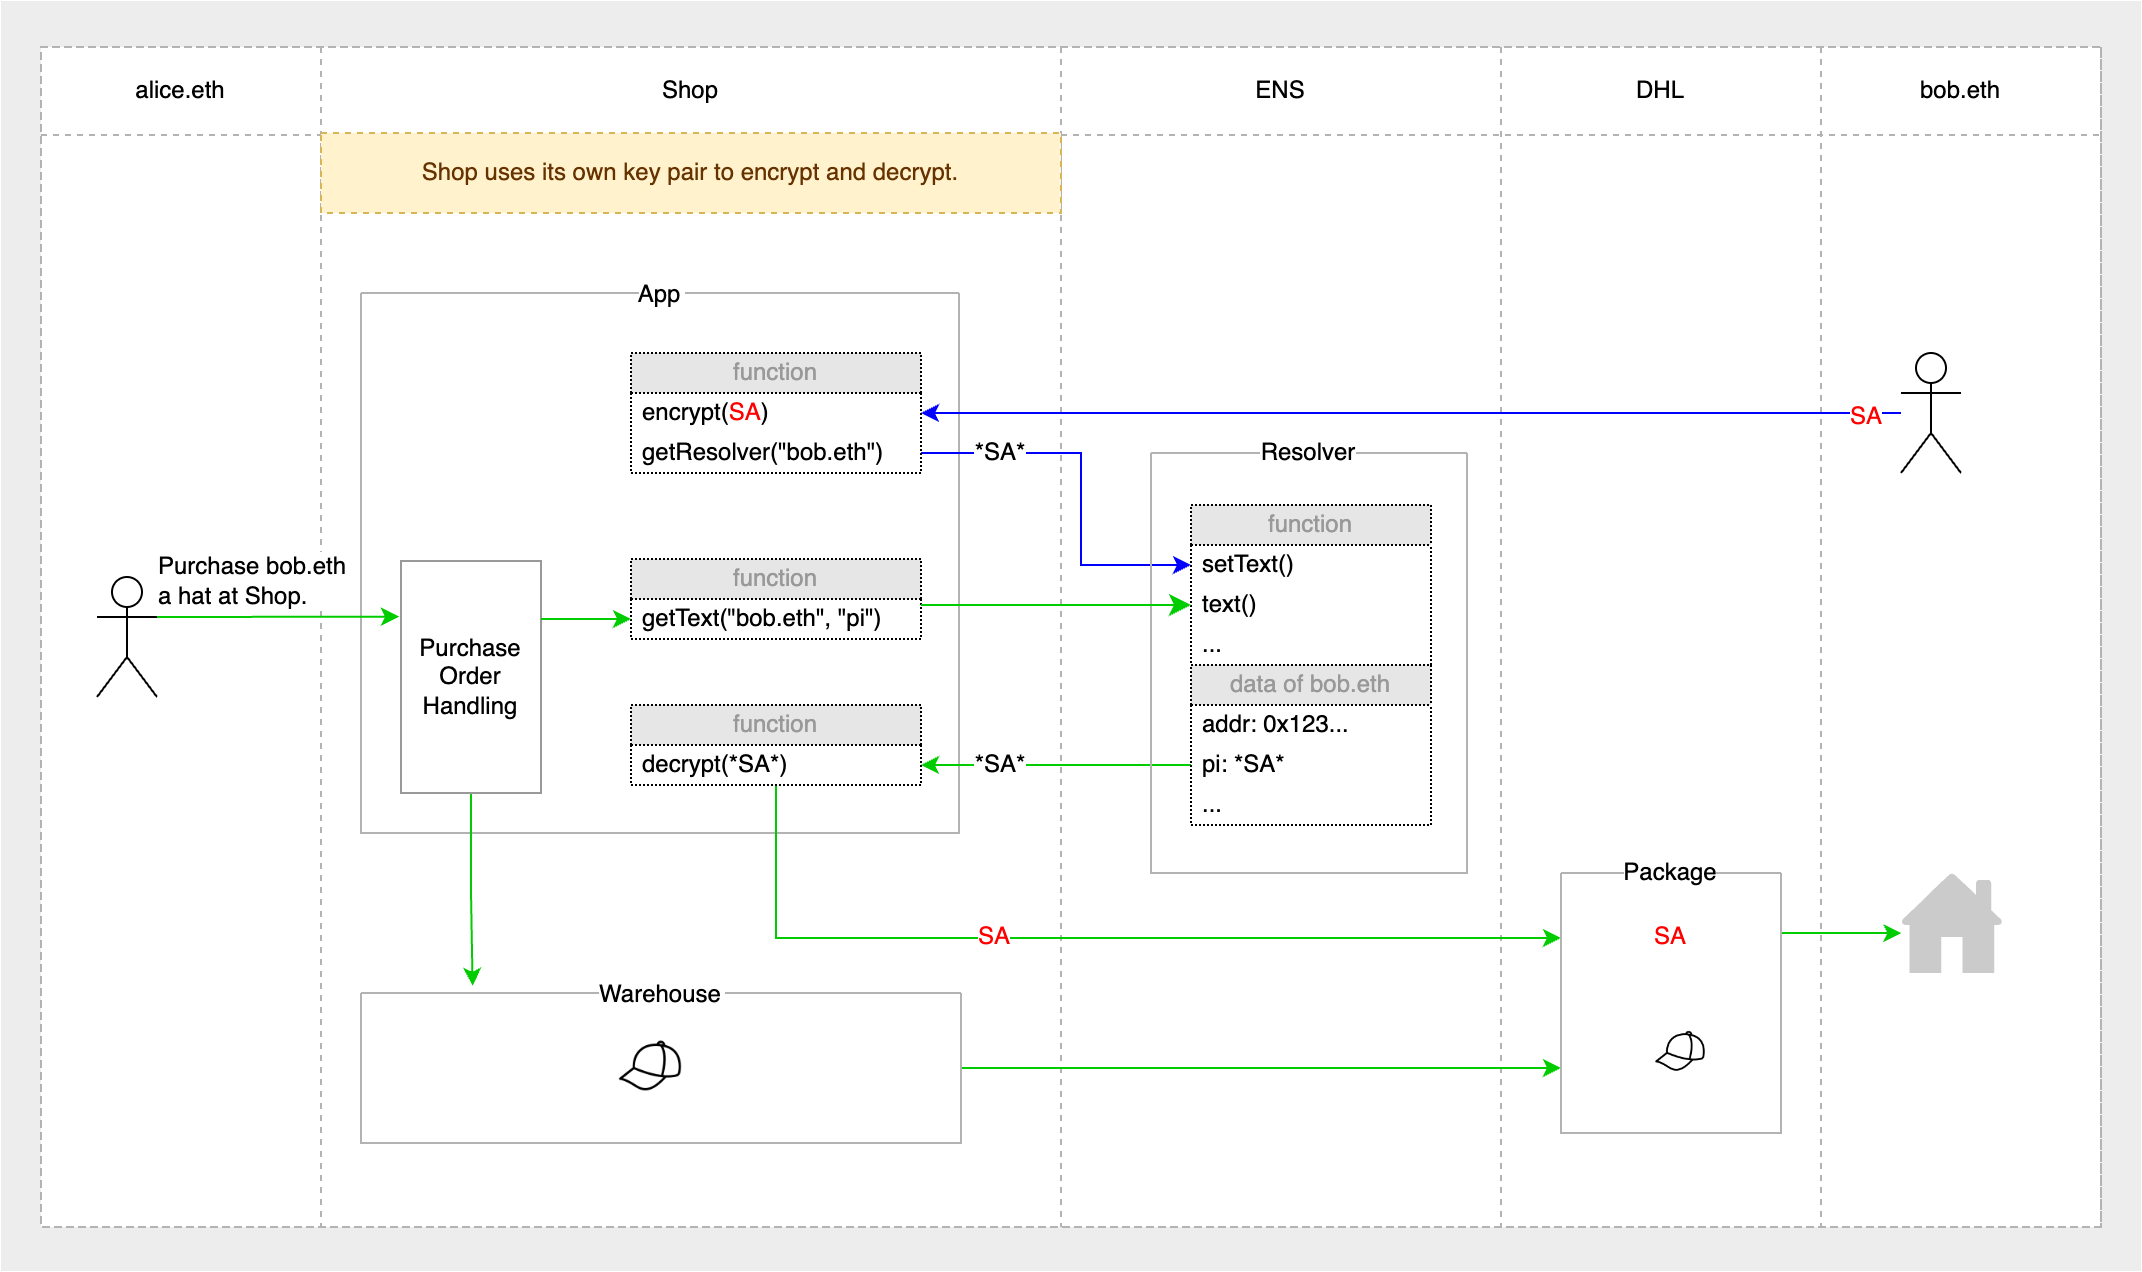 alice.eth
Shop
ENS
DHL
bob.eth
Shop uses its own key pair to encrypt and decrypt.
App
function
encrypt(SA)
getResolver("bob.eth")
*SA*
SA
Resolver
function
setText()
text()
...
data of bob.eth
addr: 0x123...
pi: *SA*
...
Purchase bob.eth
a hat at Shop.
Purchase
Order
Handling
function
getText("bob.eth", "pi")
function
decrypt(*SA*)
*SA*
SA
Package
SA
Warehouse